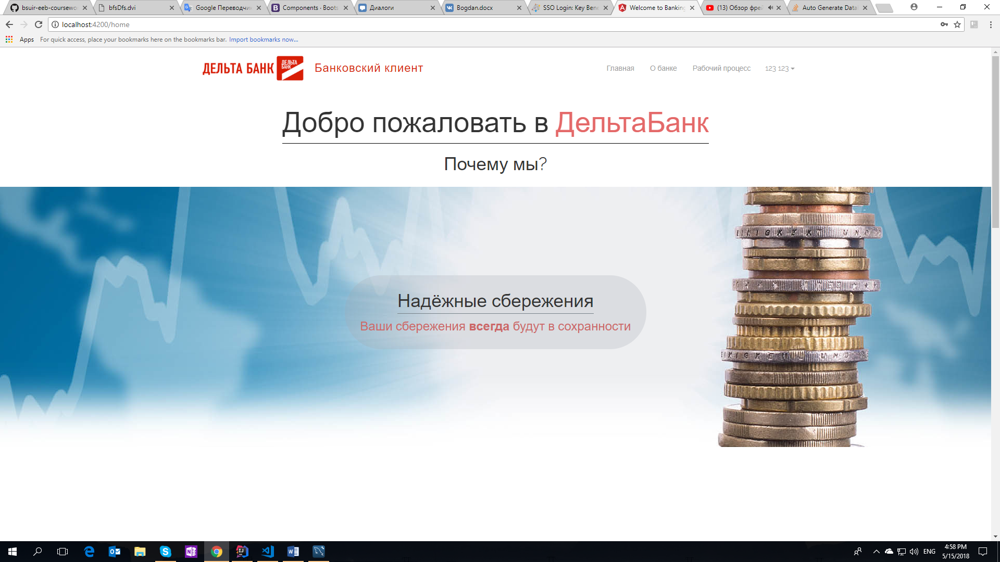 bsuir-eeb-coursewo
bfsDfs.dvi
Google Переводчик
Components · Boots
Диалоги
Bogdan.docx
SSO Login: Key Bene
Welcome to Banking
(13) Обзор фрей
Auto Generate Datab
localhost:4200/home
Apps
For quick access, place your bookmarks here on the bookmarks bar. Import bookmarks now...
ДЕЛЬТА БАНК
ДЕЛЬТА
БАНК
Банковский клиент
Главная
О банке
Рабочий процесс
123 123
Добро пожаловать в ДельтаБанк
Почему мы?
Надёжные сбережения
Ваши сбережения всегда будут в сохранности
ENG
4:58 PM
5/15/2018